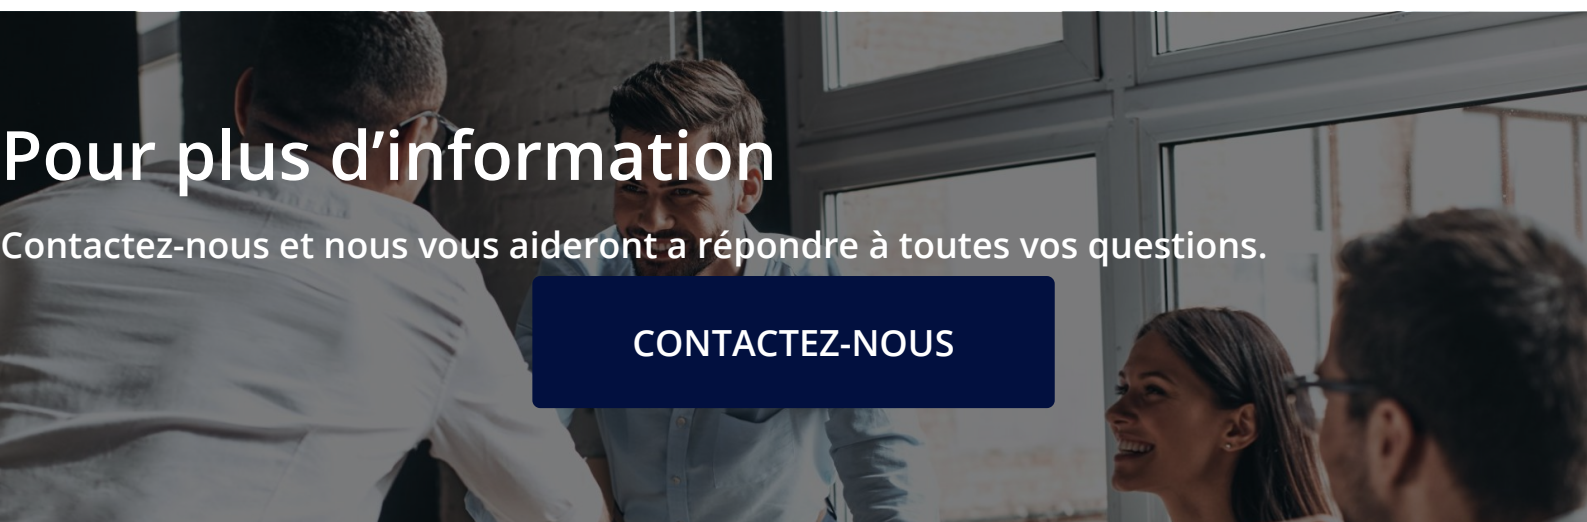 Pour plus d’information
Contactez-nous et nous vous aideront a répondre à toutes vos questions.
CONTACTEZ-NOUS